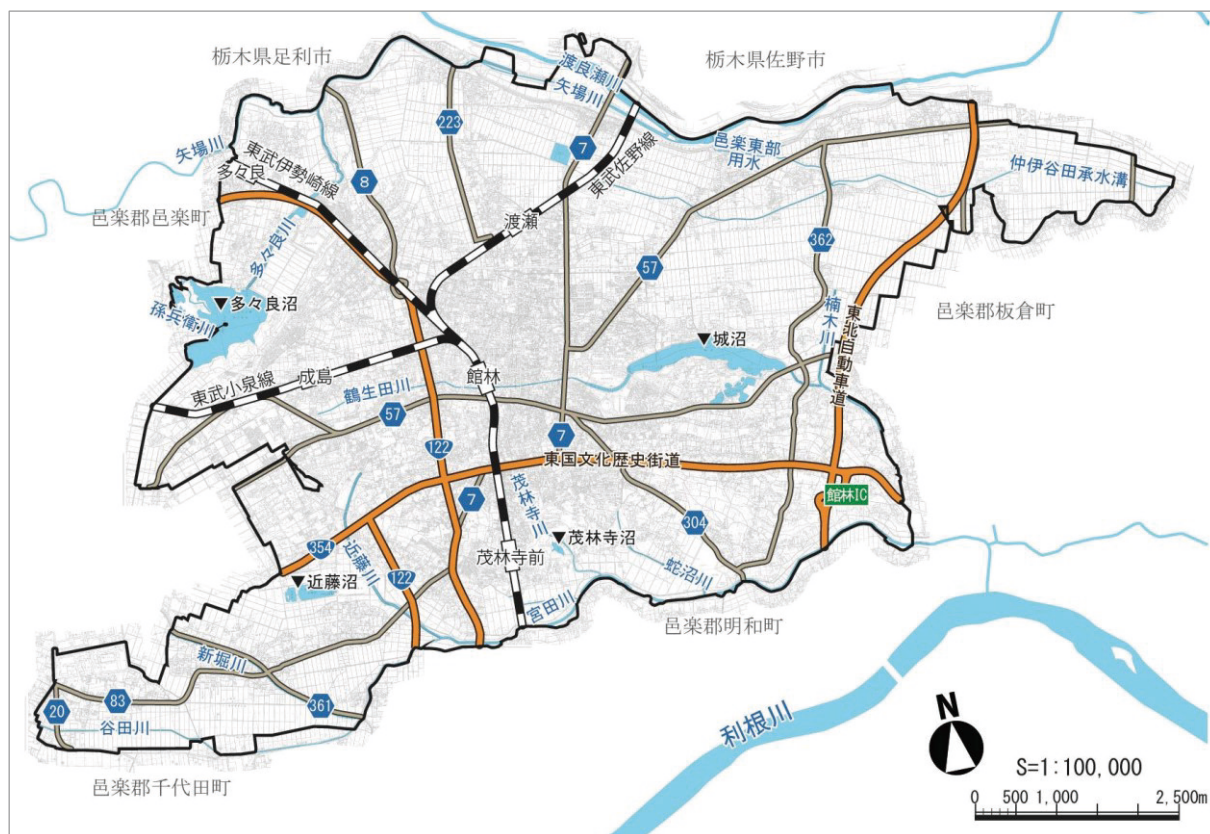 栃木県足利市
栃木県佐野市
渡良瀬川
矢場川
223
7
矢場川
東武伊勢崎線
多々良
8
東武佐野線
邑楽東部
用水
仲伊谷田承水溝
邑楽郡邑楽町
渡瀬
362
57
多々良川
▼多々良沼
孫兵衛川
楠木川
東北自動車道
邑楽郡板倉町
▼城沼
東武小泉線
成島
館林
鶴生田川
57
122
7
東国文化歴史街道
館林IC
7
茂林寺川
304
354
近藤川
▼茂林寺沼
茂林寺前
蛇沼川
▼近藤沼
122
宮田川
邑楽郡明和町
新堀川
83
20
361
谷田川
利根川
邑楽郡千代田町
N
S=1:100,000
0 500 1,000 2,500m